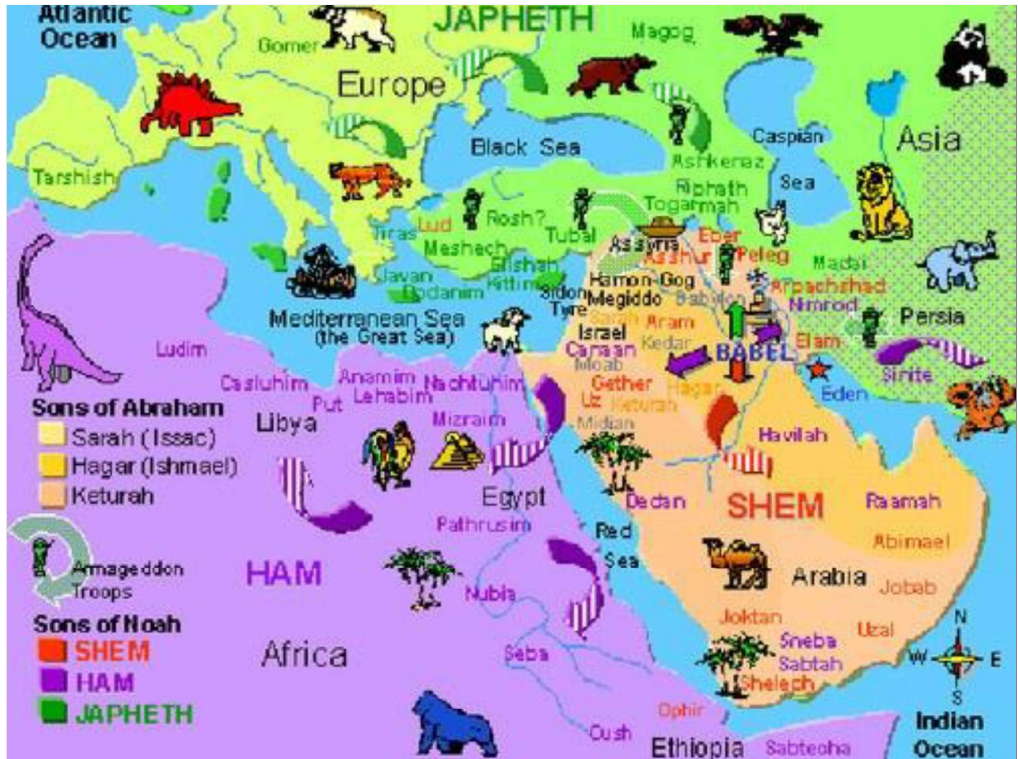 Atlantic
Ocean
JAPHETH
Gomer
Magog
Europe
Asia
Black Sea
Caspian
Sea
Tarshish
Ashkenaz
Ribhath
Togarmah
Tiras
Lud
Rosh?
Tubal
Meshech
Assyria
Eber
Asshur
Peleg
Elishah
Javan
Kittim
Dodanim
Madai
Hamon-Gog
Arpachshad
Sidon
Megiddo
Babylon
Nimrod
Tyre
Sarah
Persia
Mediterranean Sea
(the Great Sea)
Israel
Aram
Kedar
Elam
Ludim
Canaan
BABEL
Moab
Sinite
Casluhim
Anamim
Nachtuhim
Lehabim
Gether
Hagar
Eden
Put
Uz
Keturah
Sons of Abraham
Libya
Mizraim
Midian
Havilah
Sarah (Issac)
Hagar (Ishmael)
Keturah
Egypt
Dedan
SHEM
Raamah
Pathrusim
Red
Sea
Abimael
Armageddon
Troops
HAM
Nubia
Arabia
Jobab
Sons of Noah
Joktan
Uzal
N
SHEM
Africa
Seba
Sneba
W
E
Sabtah
HAM
Sheleph
S
JAPHETH
Ophir
Cush
Indian
Ocean
Ethiopia
Sabtecha